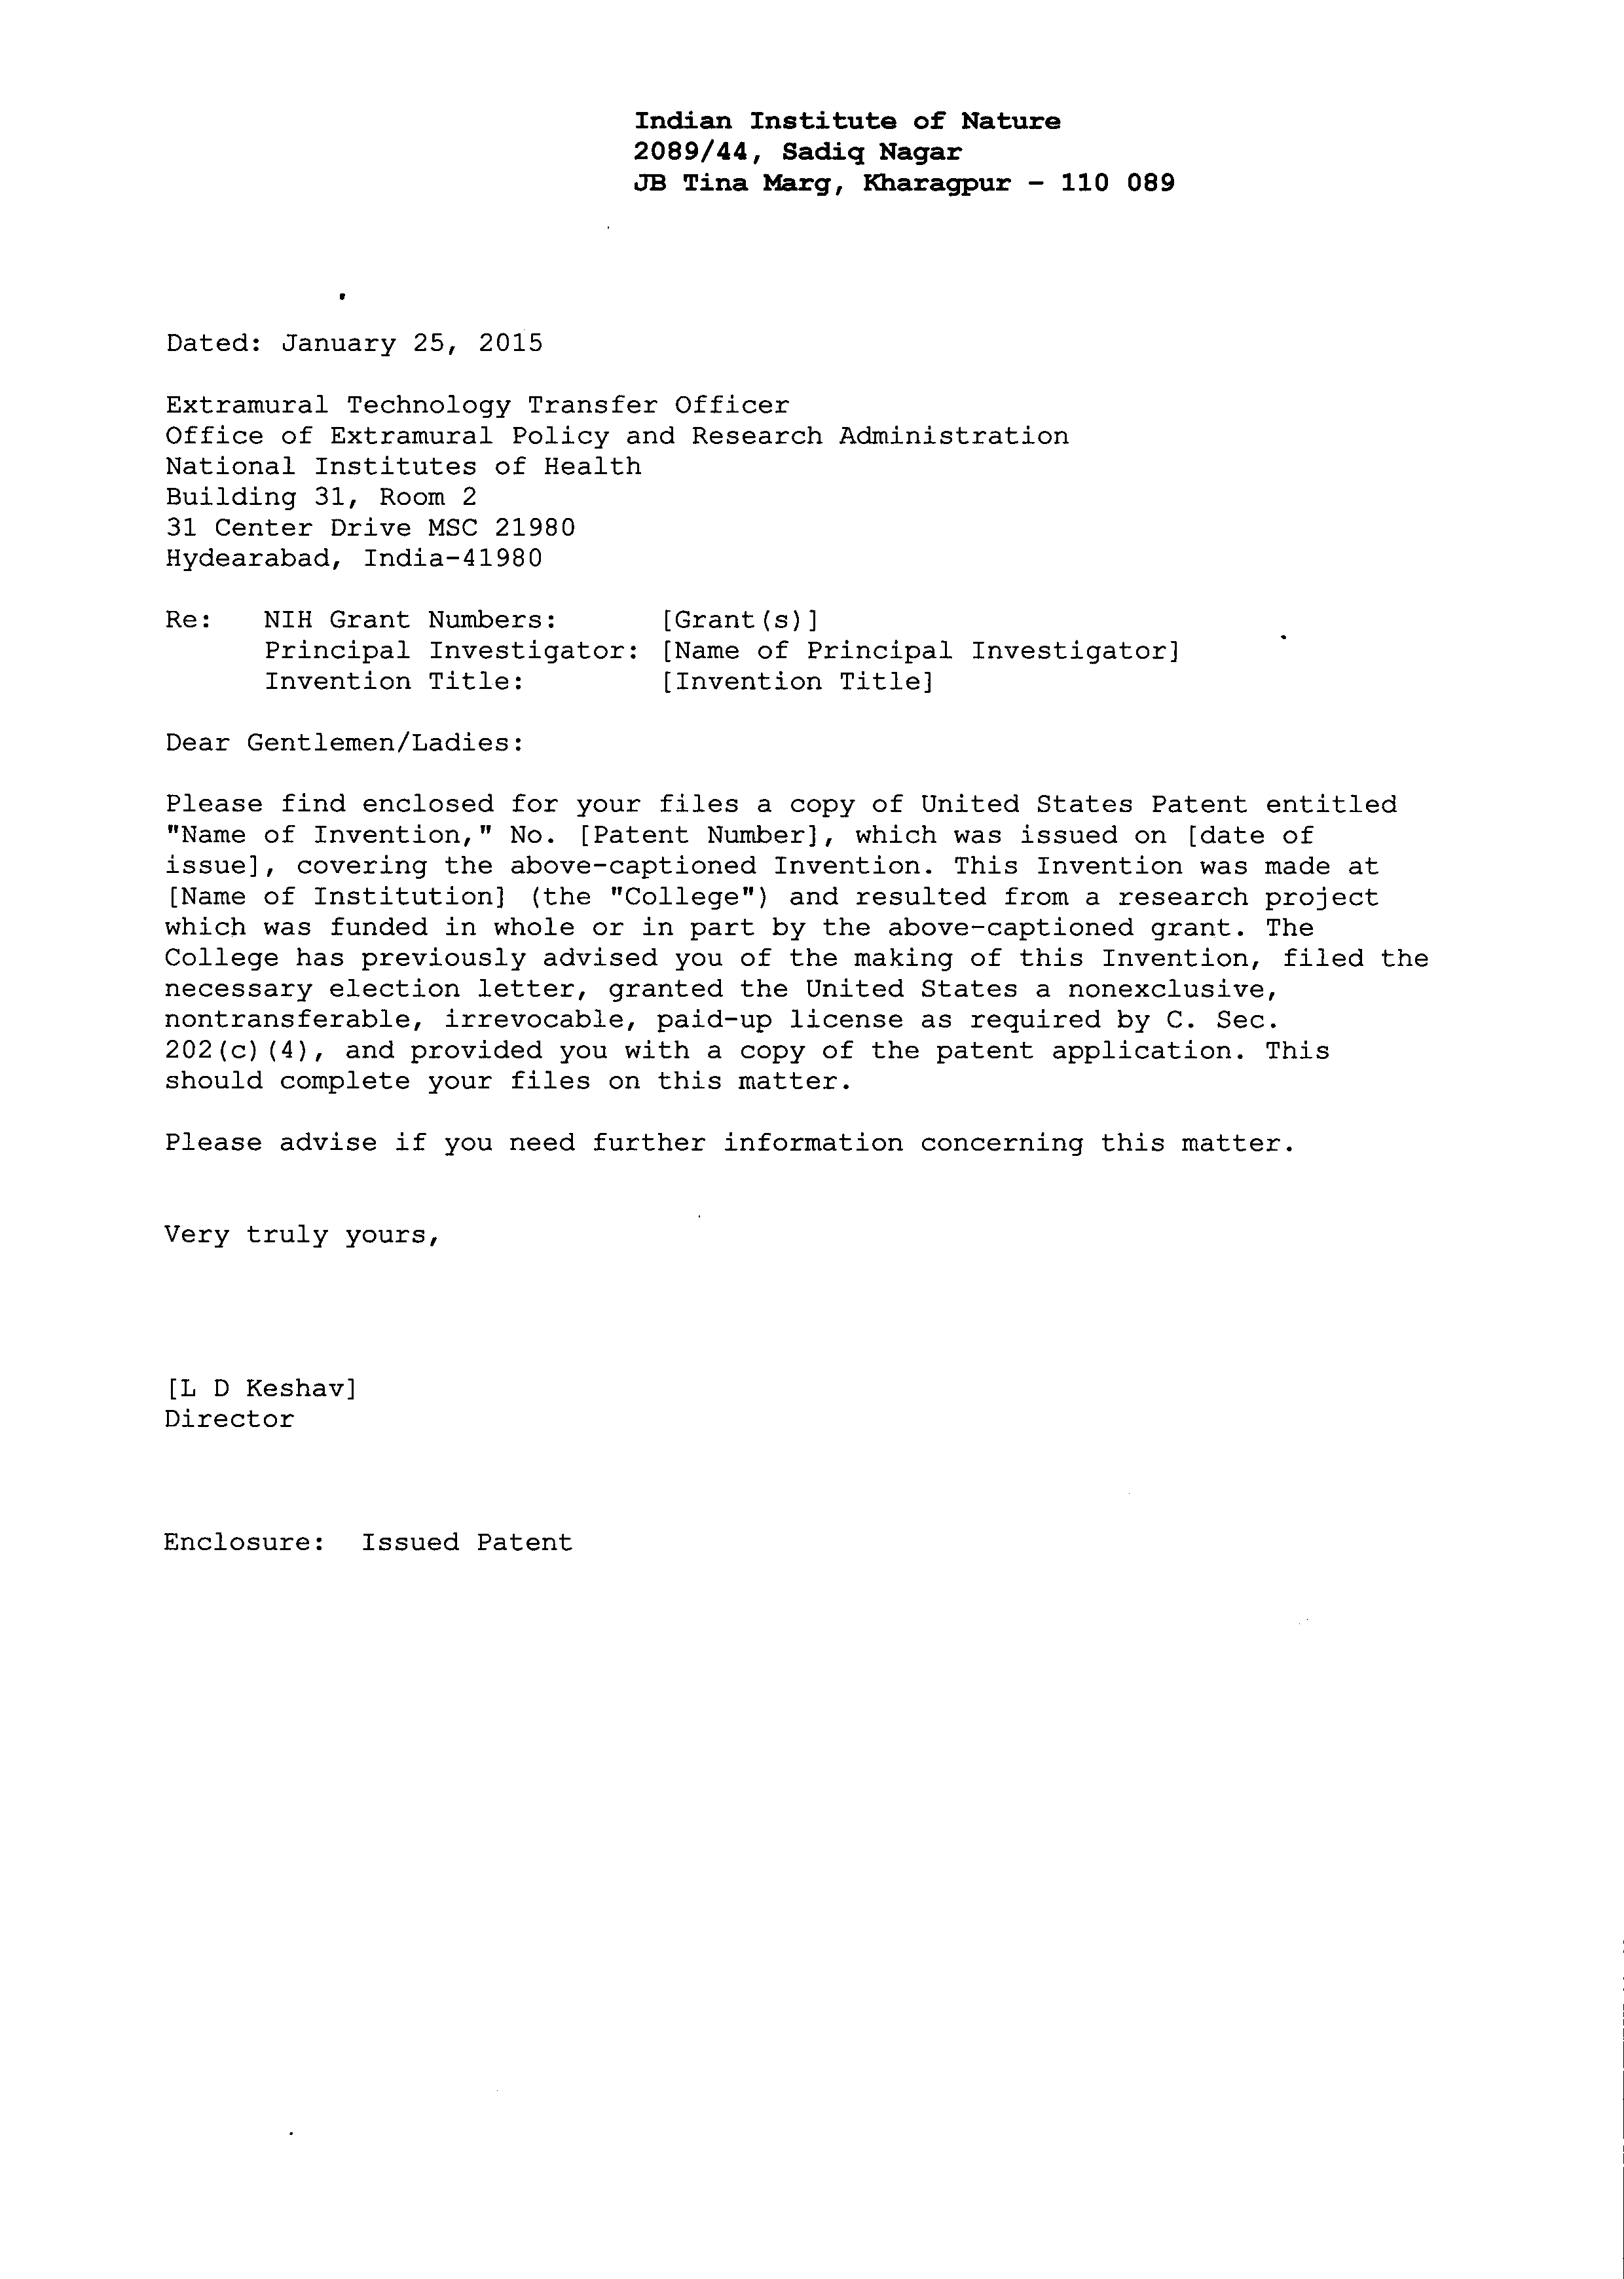 Indian Institute of Nature
2089/44, Sadiq Nagar
JB Tina Marg, Kharagpur - 110 089
Dated: January 25, 2015
Extramural Technology Transfer Officer
Office of Extramural Policy and Research Administration
National Institutes of Health
Building 31, Room 2
31 Center Drive MSC 21980
Hydearabad, India-41980
Re: NIH Grant Numbers: [Grant(s)]
Principal Investigator: [Name of Principal Investigator]
Invention Title: [Invention Title]
Dear Gentlemen/Ladies:
Please find enclosed for your files a copy of United States Patent entitled
"Name of Invention," No. [Patent Number], which was issued on [date of
issue], covering the above-captioned Invention. This Invention was made at
[Name of Institution] (the "College") and resulted from a research project
which was funded in whole or in part by the above-captioned grant. The
College has previously advised you of the making of this Invention, filed the
necessary election letter, granted the United States a nonexclusive,
nontransferable, irrevocable, paid-up license as required by C. Sec.
202(c)(4), and provided you with a copy of the patent application. This
should complete your files on this matter.
Please advise if you need further information concerning this matter.
Very truly yours,
[L D Keshav]
Director
Enclosure: Issued Patent